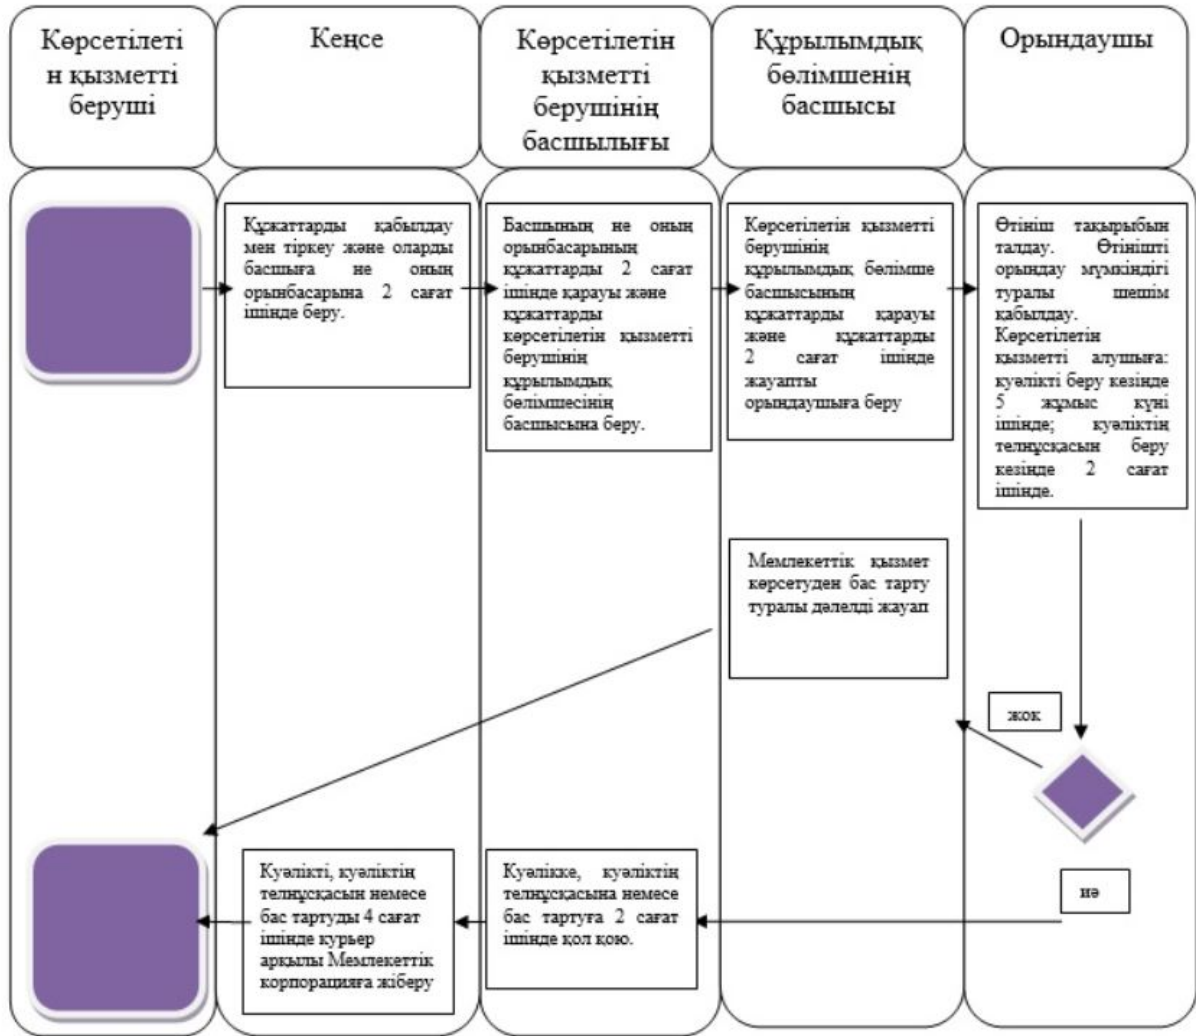 Көрсетілеті
н қызметті
беруші
Кеңсе
Көрсетілетін
қызметті
берушінің
басшылығы
Құрылымдық
бөлімшенің
басшысы
Орындаушы
Құжаттарды қабылдау
мен тіркеу және оларды
басшыға не оның
орынбасарына 2 сағат
ішінде беру.
Басшының не оның
орынбасарының
құжаттарды 2 сағат
ішінде қарауы және
құжаттарды
көрсетілетін қызметті
берушінің
құрылымдық
бөлімшесінің
басшысына беру.
Көрсетілетін қызметті
берушінің
құрылымдық бөлімше
басшысының
құжаттарды қарауы
және құжаттарды
2 сағат ішінде
жауапты
орындаушыға беру
Өтініш тақырыбын
талдау. Өтінішті
орындау мүмкіндігі
туралы шешім
қабылдау.
Көрсетілетін
қызметті алушыға:
куәлікті беру кезінде
5 жұмыс күні
ішінде; куәліктің
телнұсқасын беру
кезінде 2 сағат
ішінде.
Мемлекеттік қызмет
көрсетуден бас тарту
туралы дәлелді жауап
жоқ
Куәлікті, куәліктің
телнұсқасын немесе
бас тартуды 4 сағат
ішінде курьер
арқылы Мемлекеттік
корпорацияға жіберу
Куәлікке, куәліктің
телнұсқасына немесе
бас тартуға 2 сағат
ішінде қол қою.
иә